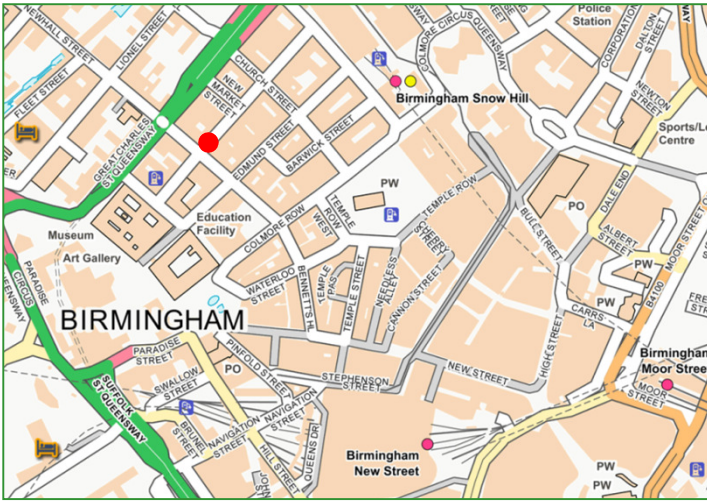 NEWHALL STREET
LIONEL STREET
FLEET STREET
GREAT CHARLES
ST QUEENSWAY
NEW
MARKET
STREET
CHURCH STREET
EDMUND STREET
BARWICK STREET
COLMORE CIRCUS QUEENSWAY
Police
Station
CORPORATION
DALTON
STREET
NEWTON
STREET
Birmingham Snow Hill
Sports/Le
Centre
DALE END
PW
PO
Education
Facility
COLMORE ROW
TEMPLE
ROW
WEST
TEMPLE ROW
CHERRY
STREET
BULL STREET
ALBERT
STREET
MOOR STREET
B4100
Museum
Art Gallery
WATERLOO
STREET
BENNETT'S HL
TEMPLE
PAS
TEMPLE STREET
NEEDLESS
ALLEY
CANNON STREET
PW
PW
CARRS
LA
PARADISE
CIRCUS
QUEENSWAY
BIRMINGHAM
PARADISE
STREET
PO
PINFOLD STREET
STEPHENSON
STREET
NEW STREET
HIGH STREET
Birmingham
Moor Stree
MOOR
STREET
SUFFOLK
ST QUEENSWAY
SWALLOW
STREET
BRUNEL
STREET
NAVIGATION
STREET
NAVIGATION
STREET
HILL STREET
QUEENS DR
JOHN
Birmingham
New Street
PW
PW